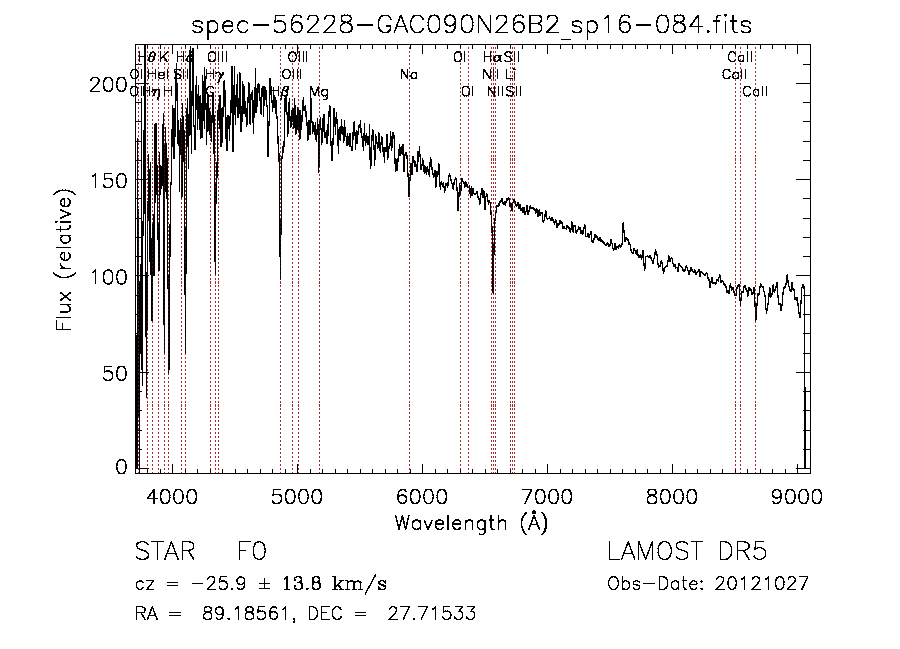 spec-56228-GAC090N26B2_sp16-084.fits
Hθ K Hδ OIII OIII OI Hα SII CaII
OII HeI SII Hγ OIII Na NII Li CaII
OII Hη H G Hβ Mg OI NII SII CaII
200
150
100
50
0
Flux (relative)
4000 5000 6000 7000 8000 9000
Wavelength (Å)
STAR F0 LAMOST DR5
cz = -25.9 ± 13.8 km/s Obs-Date: 20121027
RA = 89.18561, DEC = 27.71533